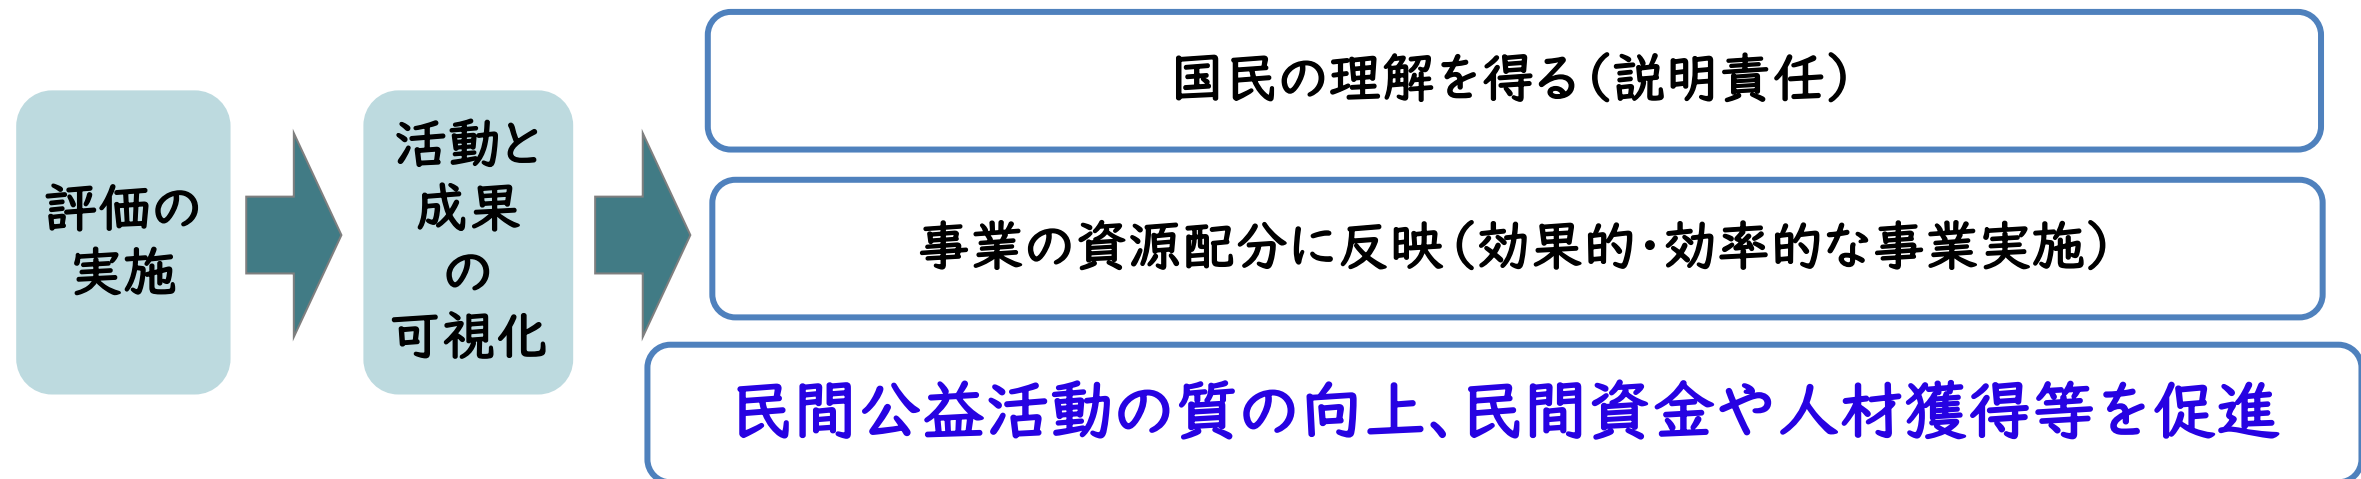 評価の
実施
活動と
成果
の
可視化
国民の理解を得る（説明責任）
事業の資源配分に反映（効果的・効率的な事業実施）
民間公益活動の質の向上、民間資金や人材獲得等を促進